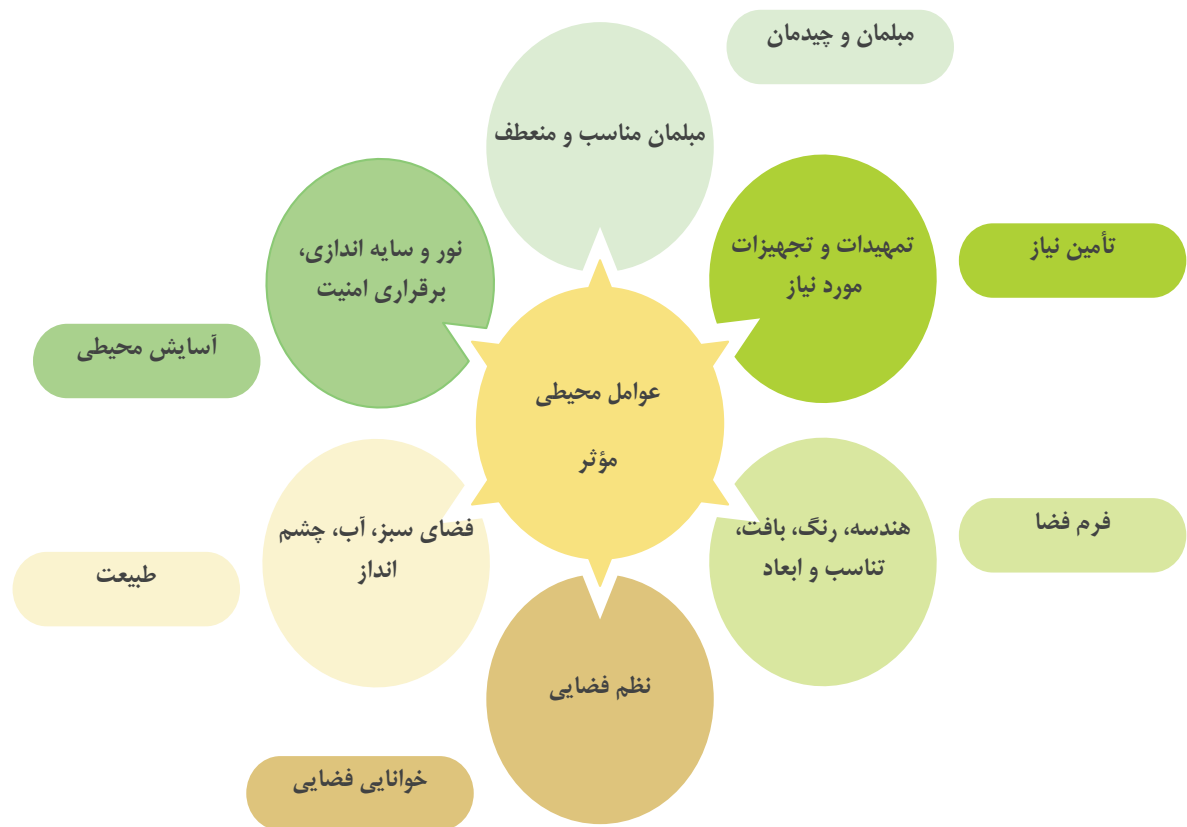 مبلمان و چیدمان
مبلمان مناسب و منعطف
تمهیدات و تجهیزات
مورد نیاز
تأمین نیاز
نور و سایه اندازی،
برقراری امنیت
آسایش محیطی
عوامل محیطی
مؤثر
هندسه، رنگ، بافت،
تناسب و ابعاد
فرم فضا
فضای سبز، آب، چشم
انداز
طبیعت
نظم فضایی
خوانایی فضایی